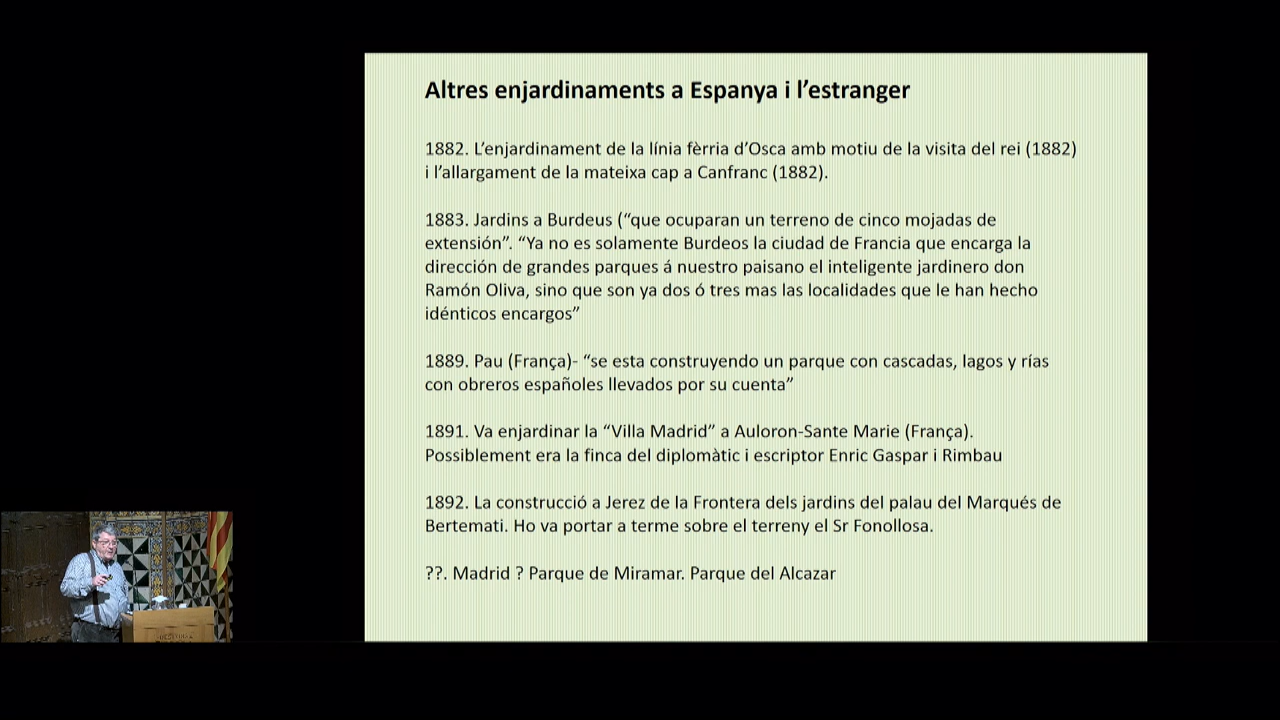 Altres enjardinaments a Espanya i l’estranger
1882. L’enjardinament de la línia fèrria d’Osca amb motiu de la visita del rei (1882)
i l’allargament de la mateixa cap a Canfranc (1882).
1883. Jardins a Burdeus (“que ocuparan un terreno de cinco mojadas de
extensión”. “Ya no es solamente Burdeos la ciudad de Francia que encarga la
dirección de grandes parques á nuestro paisano el inteligente jardinero don
Ramón Oliva, sino que son ya dos ó tres mas las localidades que le han hecho
idénticos encargos”
1889. Pau (França)- “se esta construyendo un parque con cascadas, lagos y rías
con obreros españoles llevados por su cuenta”
1891. Va enjardinar la “Villa Madrid” a Auloron-Sante Marie (França).
Possiblement era la finca del diplomàtic i escriptor Enric Gaspar i Rimbau
1892. La construcció a Jerez de la Frontera dels jardins del palau del Marqués de
Bertemati. Ho va portar a terme sobre el terreny el Sr Fonollosa.
??. Madrid ? Parque de Miramar. Parque del Alcazar